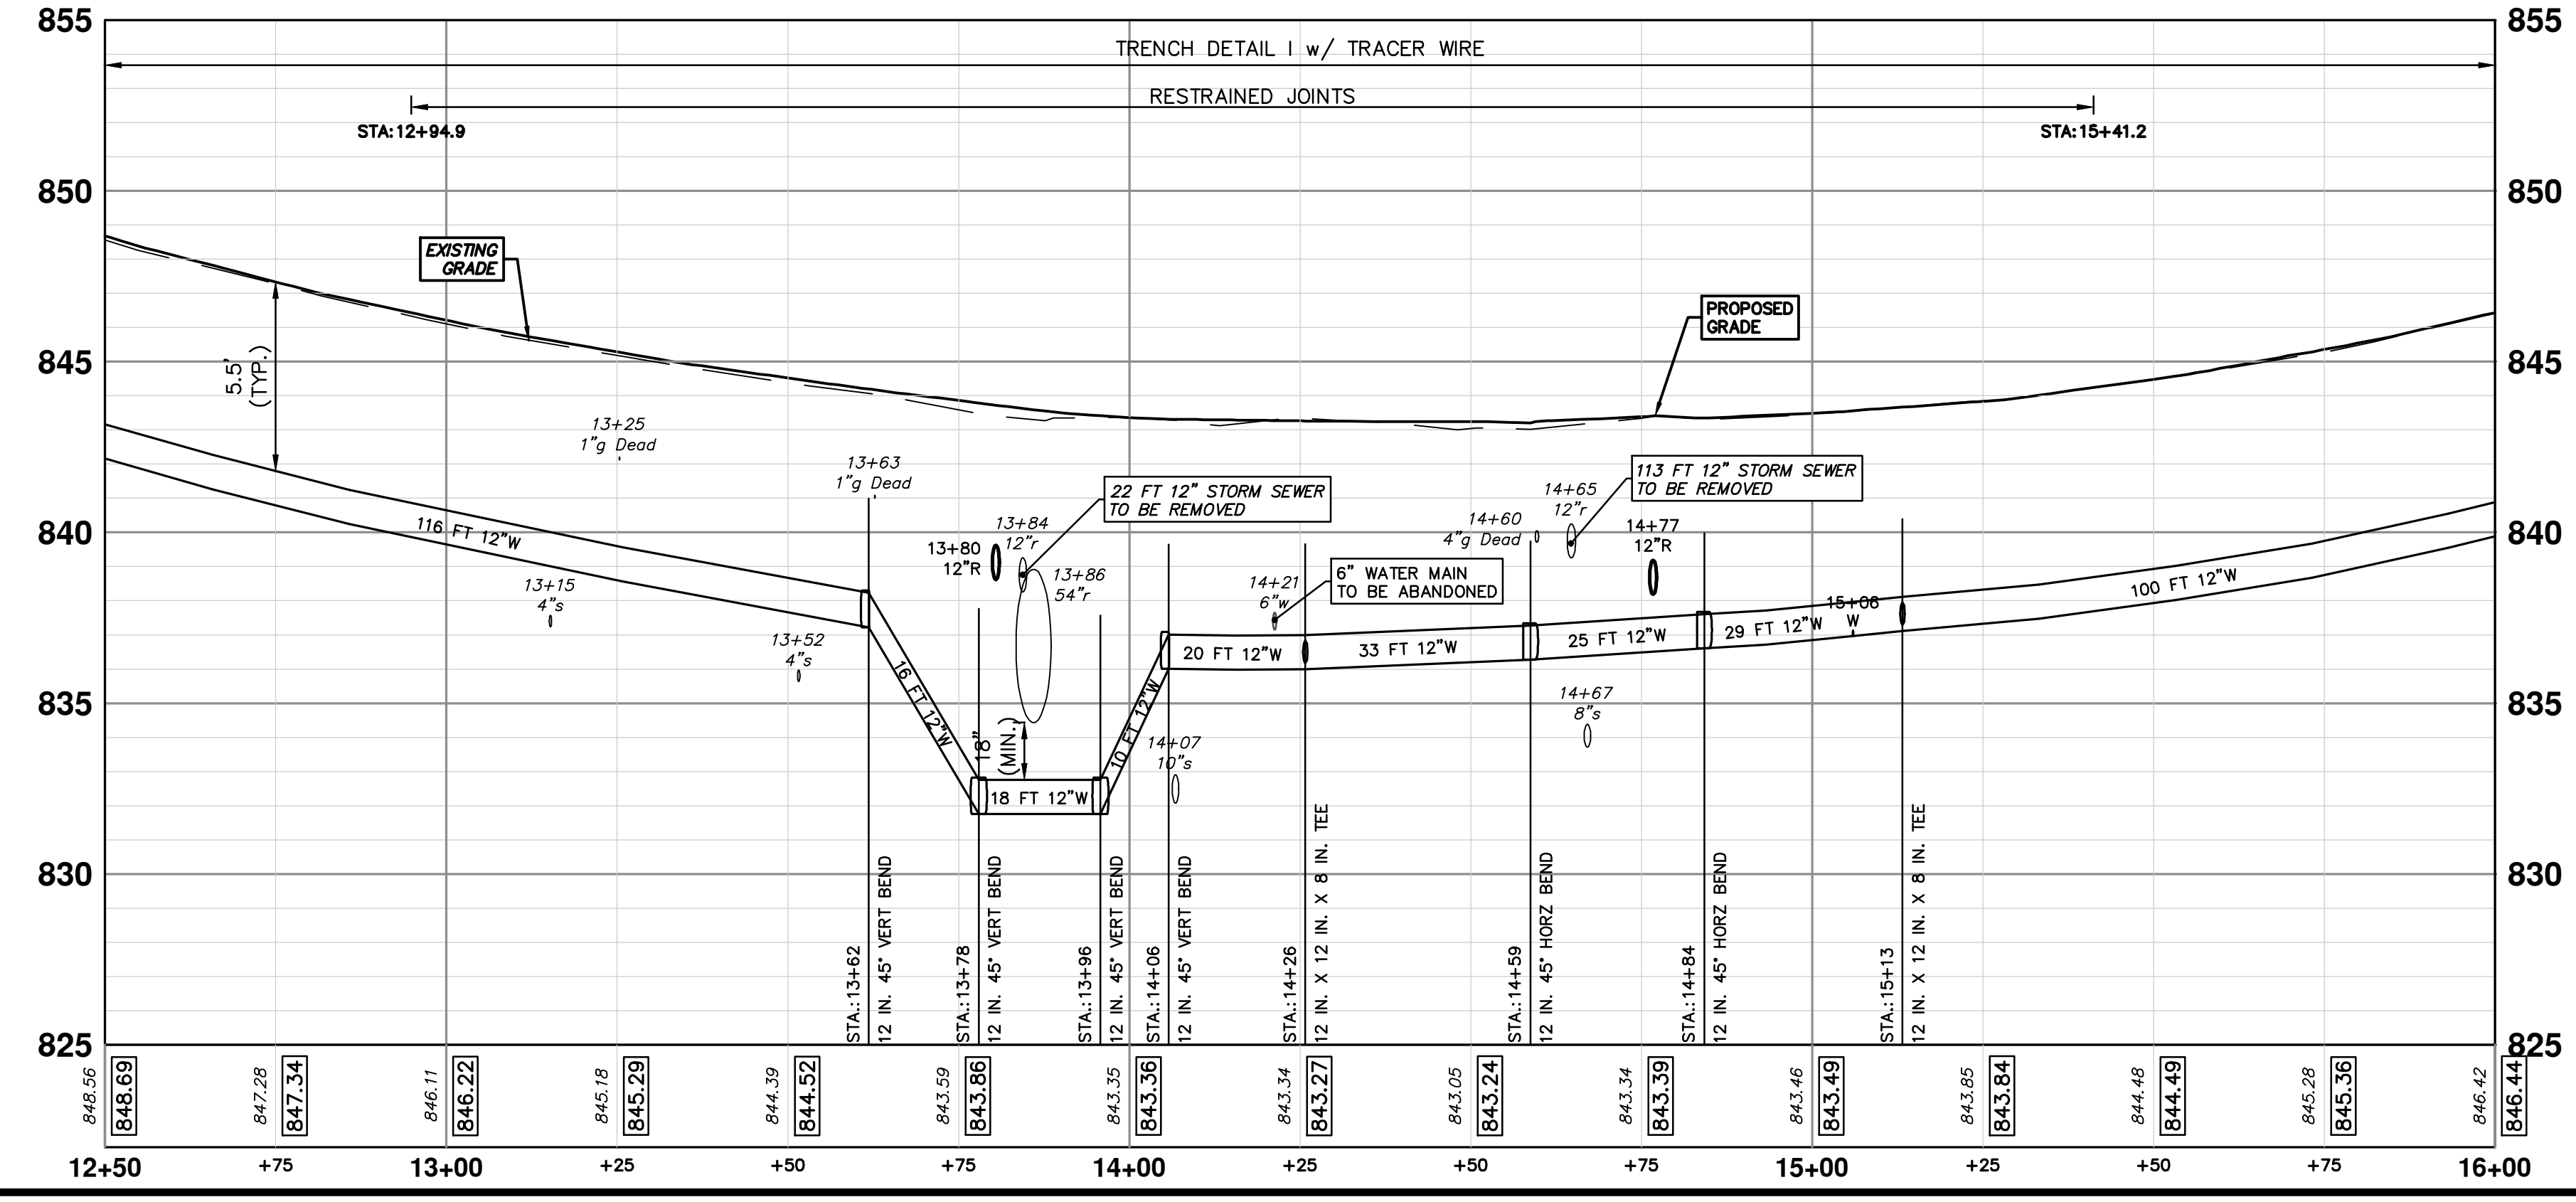 855
855
TRENCH DETAIL I w/ TRACER WIRE
RESTRAINED JOINTS
STA:12+94.9
STA:15+41.2
850
850
EXISTING
GRADE
PROPOSED
GRADE
845
845
5.5'
(TYP.)
13+25
1"g Dead
13+63
1"g Dead
22 FT 12" STORM SEWER
TO BE REMOVED
113 FT 12" STORM SEWER
TO BE REMOVED
14+65
12"r
14+60
4"g Dead
14+77
12"R
840
840
116 FT 12"W
13+84
12"r
13+80
12"R
13+86
54"r
14+21
6"w
6" WATER MAIN
TO BE ABANDONED
13+15
4"s
13+52
4"s
100 FT 12"W
15+06
W
20 FT 12"W
33 FT 12"W
25 FT 12"W
29 FT 12"W
16 FT 12"W
10 FT 12"W
835
835
14+67
8"s
18"
(MIN.)
14+07
10"s
18 FT 12"W
830
830
STA.:13+62
12 IN. 45° VERT BEND
STA.:13+78
12 IN. 45° VERT BEND
STA.:13+96
12 IN. 45° VERT BEND
STA.:14+06
12 IN. 45° VERT BEND
STA.:14+26
12 IN. X 12 IN. X 8 IN. TEE
STA.:14+59
12 IN. 45° HORZ BEND
STA.:14+84
12 IN. 45° HORZ BEND
STA.:15+13
12 IN. X 12 IN. X 8 IN. TEE
825
825
848.56
848.69
847.28
847.34
846.11
846.22
845.18
845.29
844.39
844.52
843.59
843.86
843.35
843.36
843.34
843.27
843.05
843.24
843.34
843.39
843.46
843.49
843.85
843.84
844.48
844.49
845.28
845.36
846.42
846.44
12+50
+75
13+00
+25
+50
+75
14+00
+25
+50
+75
15+00
+25
+50
+75
16+00